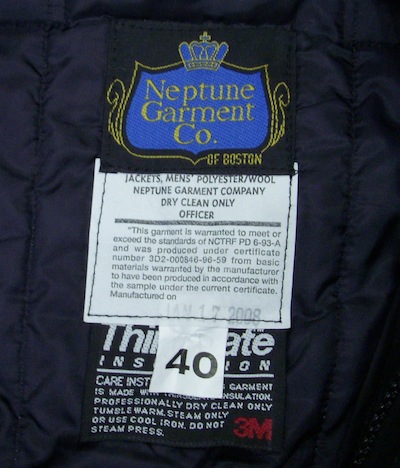 Neptune
Garment
Co.
OF BOSTON
JACKETS, MENS' POLYESTER/WOOL
NEPTUNE GARMENT COMPANY
DRY CLEAN ONLY
OFFICER
"This garment is warranted to meet or
exceed the standards of NCTRF PD 6-93-A
and was produced under certificate
number 3D2-000846-96-59 from basic
materials warranted by the manufacturer
to have been produced in accordance with
the sample under the current certificate.
Manufactured on
JAN 17 2008
40
CARE GARMENT
IS MADE WITH THINSULATE INSULATION.
PROFESSIONALLY DRY CLEAN ONLY
TUMBLE WARM. STEAM ONLY
OR USE COOL IRON. DO NOT
STEAM PRESS.
3M